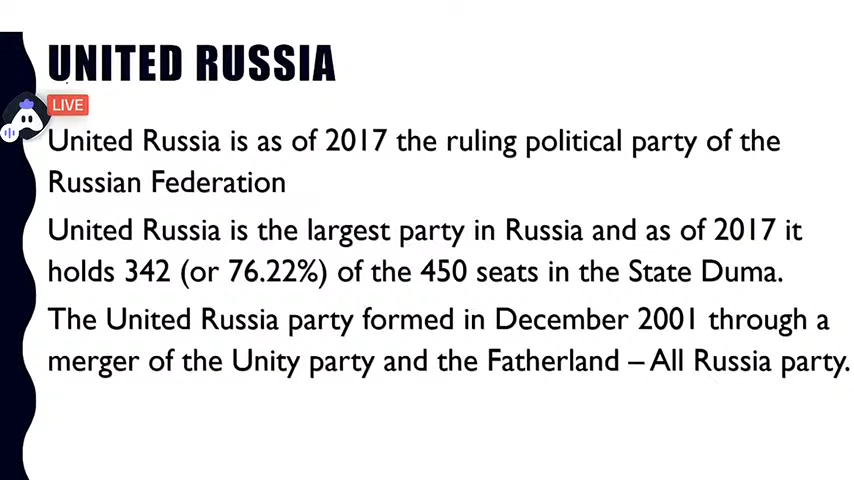 UNITED RUSSIA
LIVE
United Russia is as of 2017 the ruling political party of the
Russian Federation
United Russia is the largest party in Russia and as of 2017 it
holds 342 (or 76.22%) of the 450 seats in the State Duma.
The United Russia party formed in December 2001 through a
merger of the Unity party and the Fatherland – All Russia party.